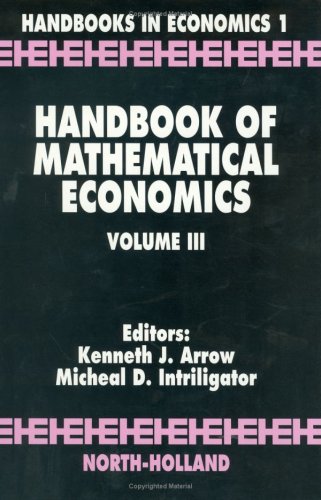 HANDBOOKS IN ECONOMICS 1
HANDBOOK OF
MATHEMATICAL
ECONOMICS
VOLUME III
Editors:
Kenneth J. Arrow
Micheal D. Intriligator
NORTH-HOLLAND